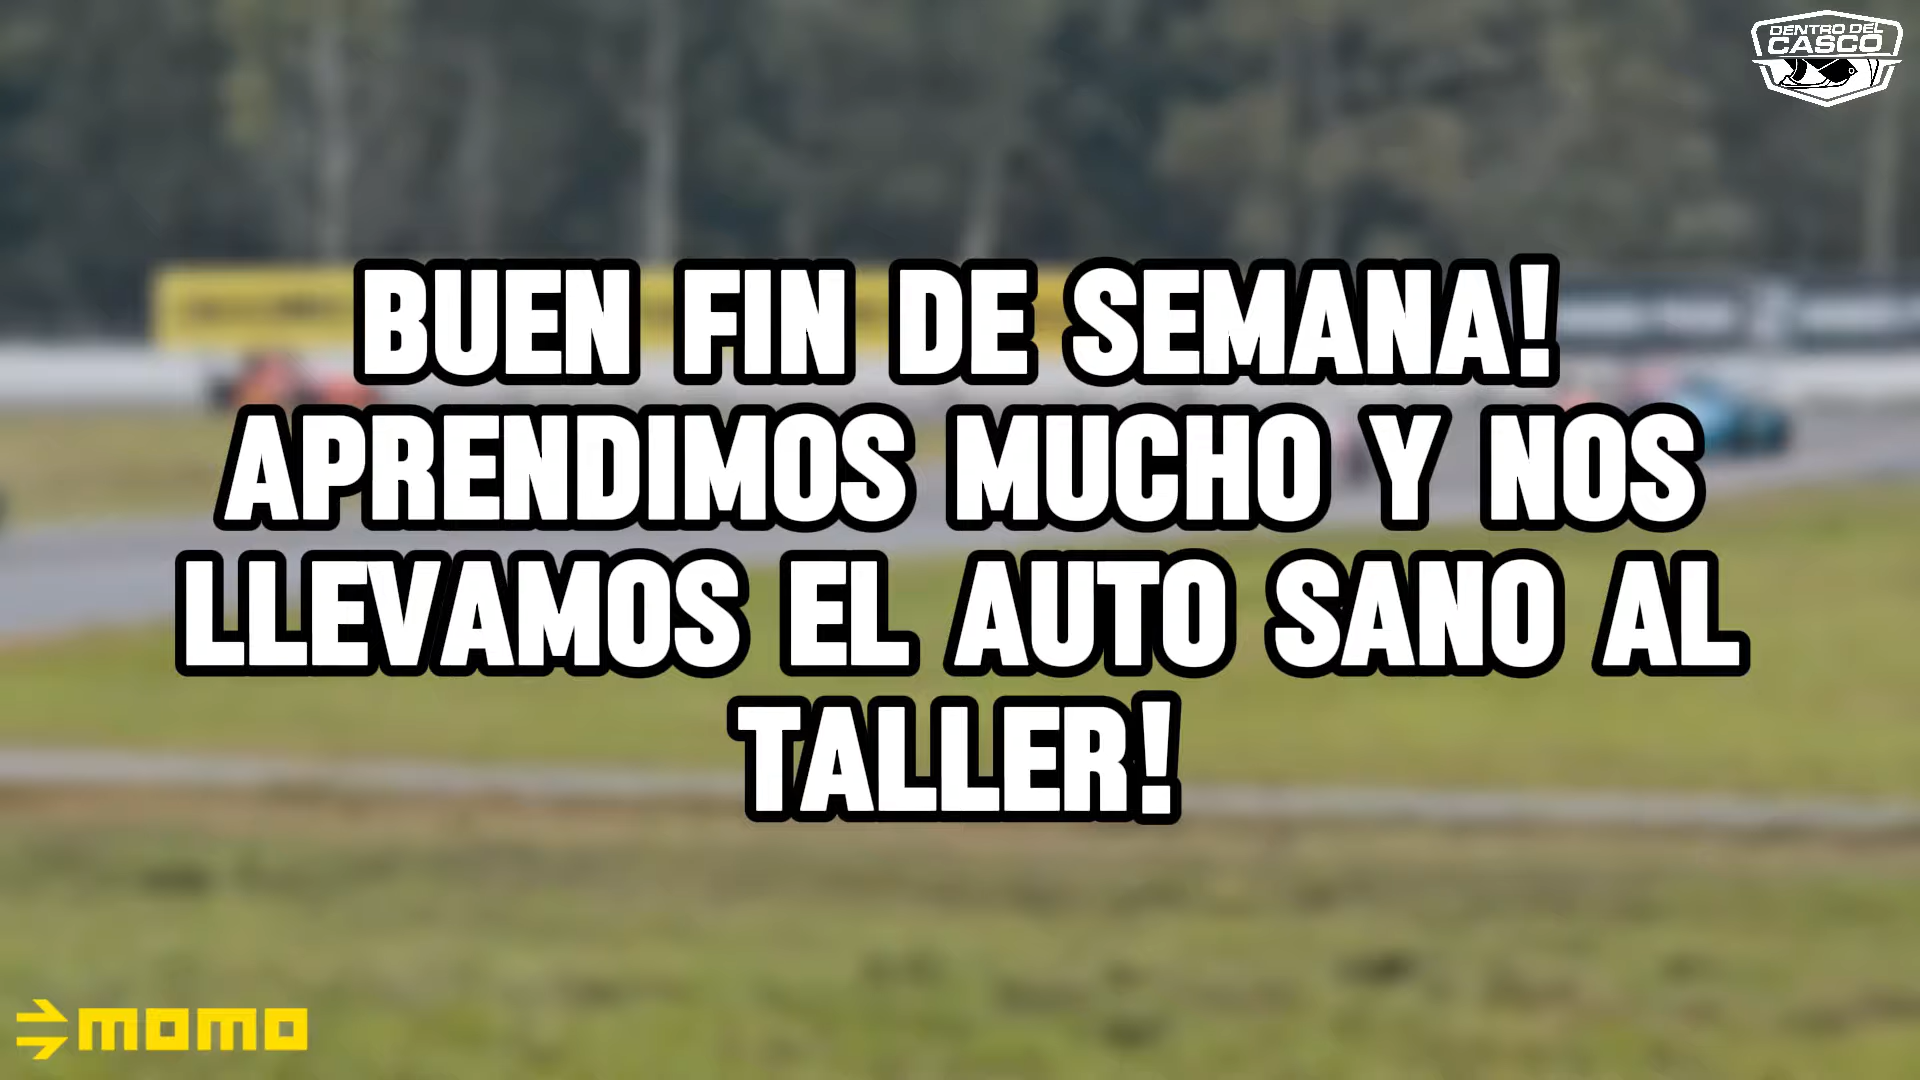 DENTRO DEL
CASCO
BUEN FIN DE SEMANA!
APRENDIMOS MUCHO Y NOS
LLEVAMOS EL AUTO SANO AL
TALLER!
momo